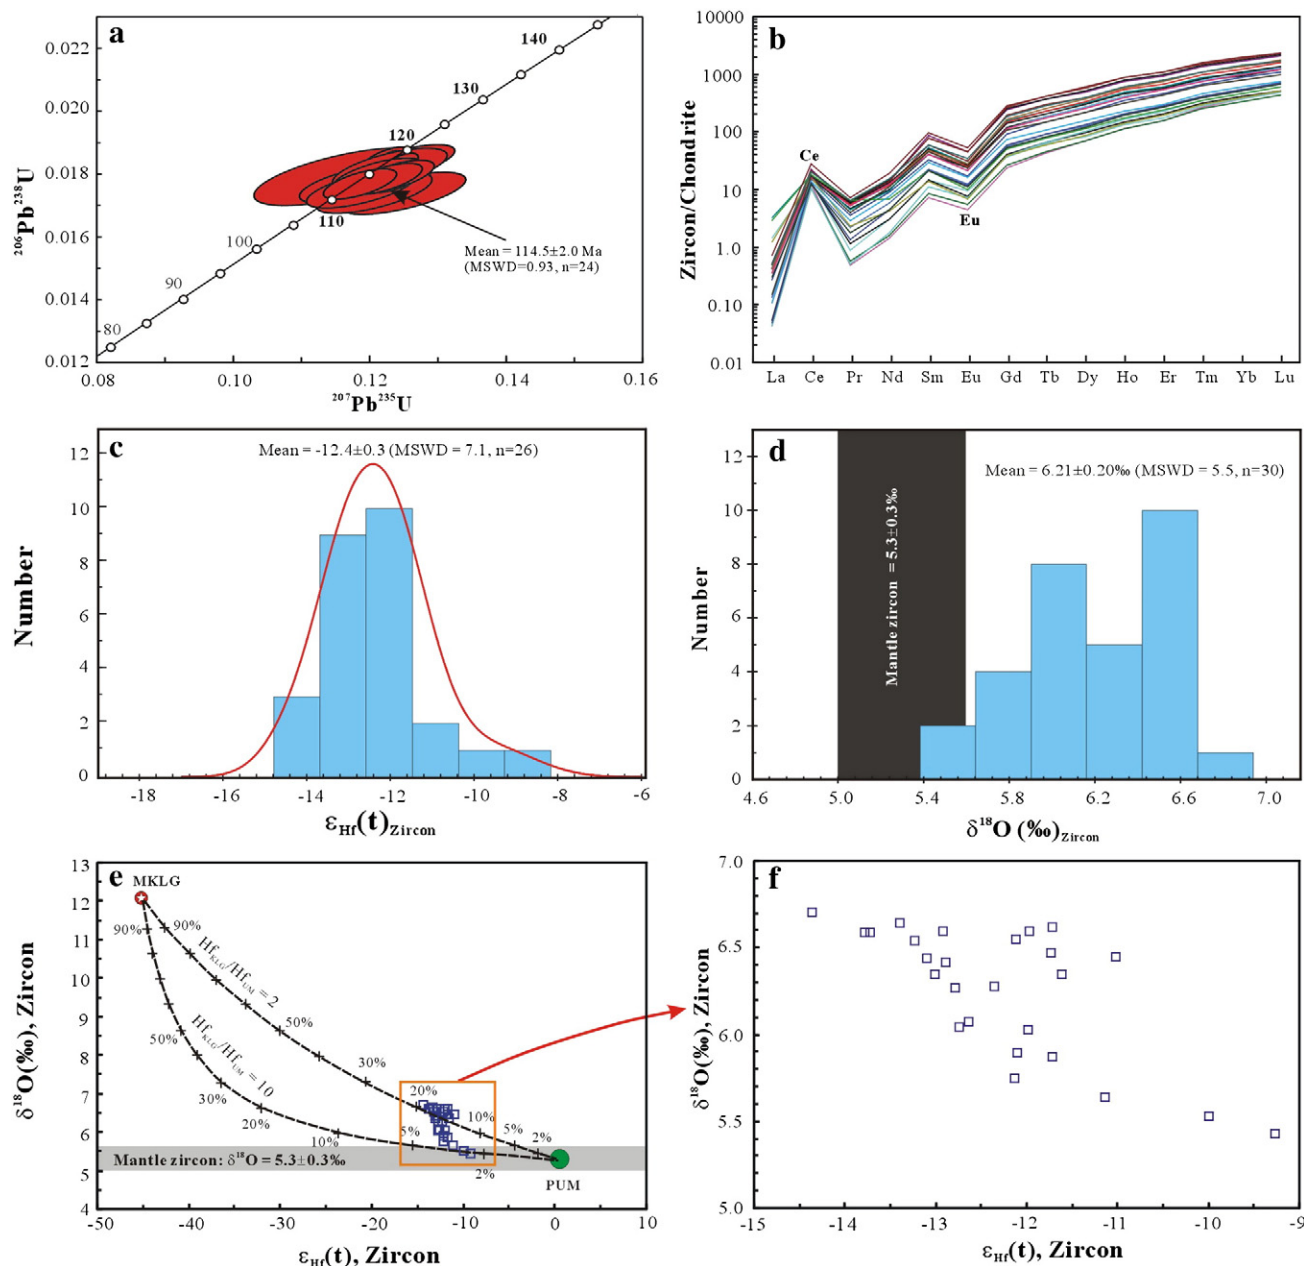 a
0.022
0.020
0.018
0.016
0.014
0.012
0.08
0.10
0.12
0.14
0.16
²⁰⁶Pb²³⁸U
²⁰⁷Pb²³⁵U
140
130
120
110
100
90
80
Mean = 114.5±2.0 Ma
(MSWD=0.93, n=24)
b
10000
1000
100
10
1.0
0.10
0.01
Zircon/Chondrite
Ce
Eu
La Ce Pr Nd Sm Eu Gd Tb Dy Ho Er Tm Yb Lu
c
Mean = -12.4±0.3 (MSWD = 7.1, n=26)
12
10
8
6
4
2
0
Number
-18 -16 -14 -12 -10 -8 -6
εHf(t)Zircon
d
Mean = 6.21±0.20‰ (MSWD = 5.5, n=30)
Mantle zircon = 5.3±0.3‰
12
10
8
6
4
2
0
Number
4.6 5.0 5.4 5.8 6.2 6.6 7.0
δ¹⁸O (‰)Zircon
e
MKLG
13
12
11
10
9
8
7
6
5
4
δ¹⁸O(‰), Zircon
90%
90%
HfKLG/HfUM = 2
50%
50%
HfKLG/HfUM = 10
30%
30%
20%
20%
10%
10%
5%
5%
2%
2%
Mantle zircon: δ¹⁸O = 5.3±0.3‰
PUM
-50 -40 -30 -20 -10 0 10
εHf(t), Zircon
f
7.0
6.5
6.0
5.5
5.0
δ¹⁸O(‰), Zircon
-15 -14 -13 -12 -11 -10 -9
εHf(t), Zircon